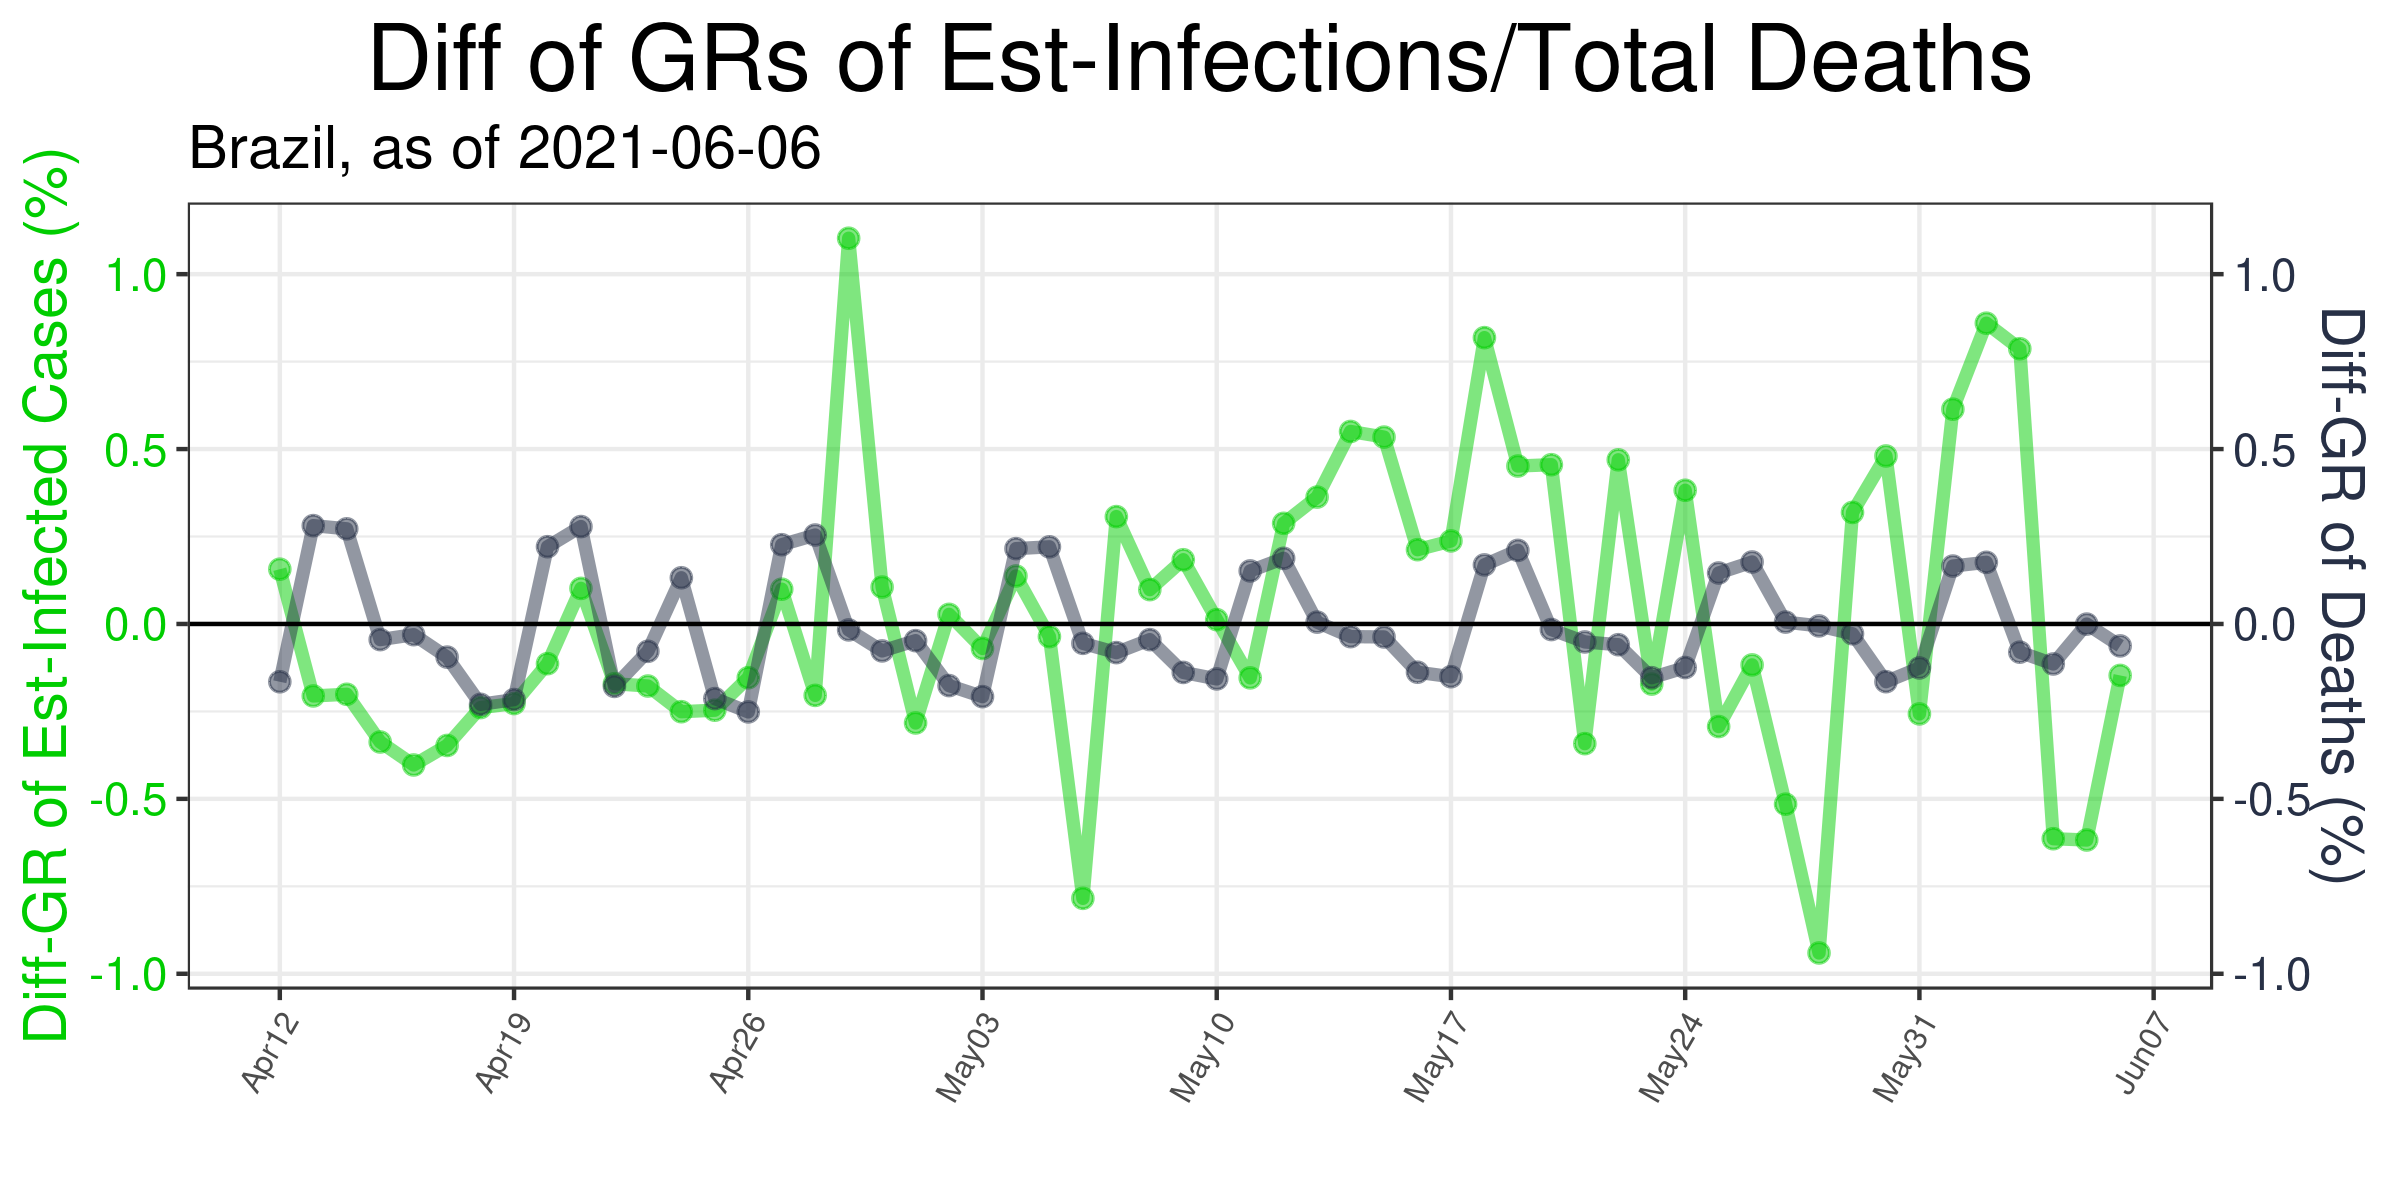 Diff of GRs of Est-Infections/Total Deaths
Brazil, as of 2021-06-06
Diff-GR of Est-Infected Cases (%)
1.0
0.5
0.0
-0.5
-1.0
1.0
0.5
0.0
-0.5
-1.0
Diff-GR of Deaths (%)
Apr12
Apr19
Apr26
May03
May10
May17
May24
May31
Jun07